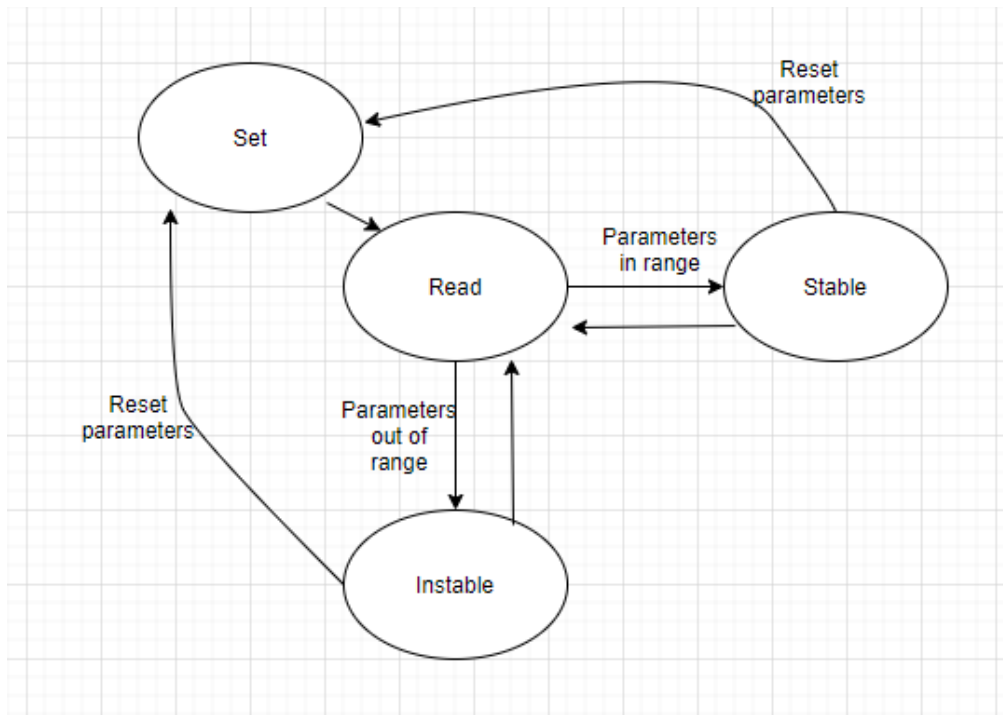 Reset
parameters
Set
Parameters
in range
Read
Stable
Reset
parameters
Parameters
out of
range
Instable